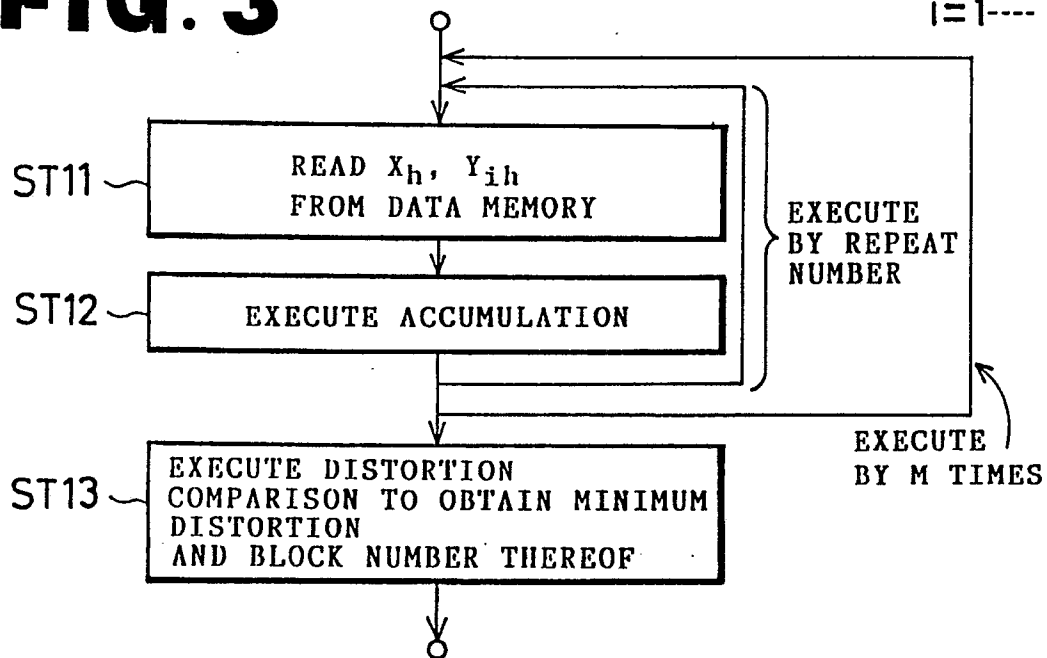 FIG. 3
i=1----
ST11
READ Xh, Yih
FROM DATA MEMORY
EXECUTE
BY REPEAT
NUMBER
ST12
EXECUTE ACCUMULATION
EXECUTE
BY M TIMES
ST13
EXECUTE DISTORTION
COMPARISON TO OBTAIN MINIMUM
DISTORTION
AND BLOCK NUMBER THEREOF